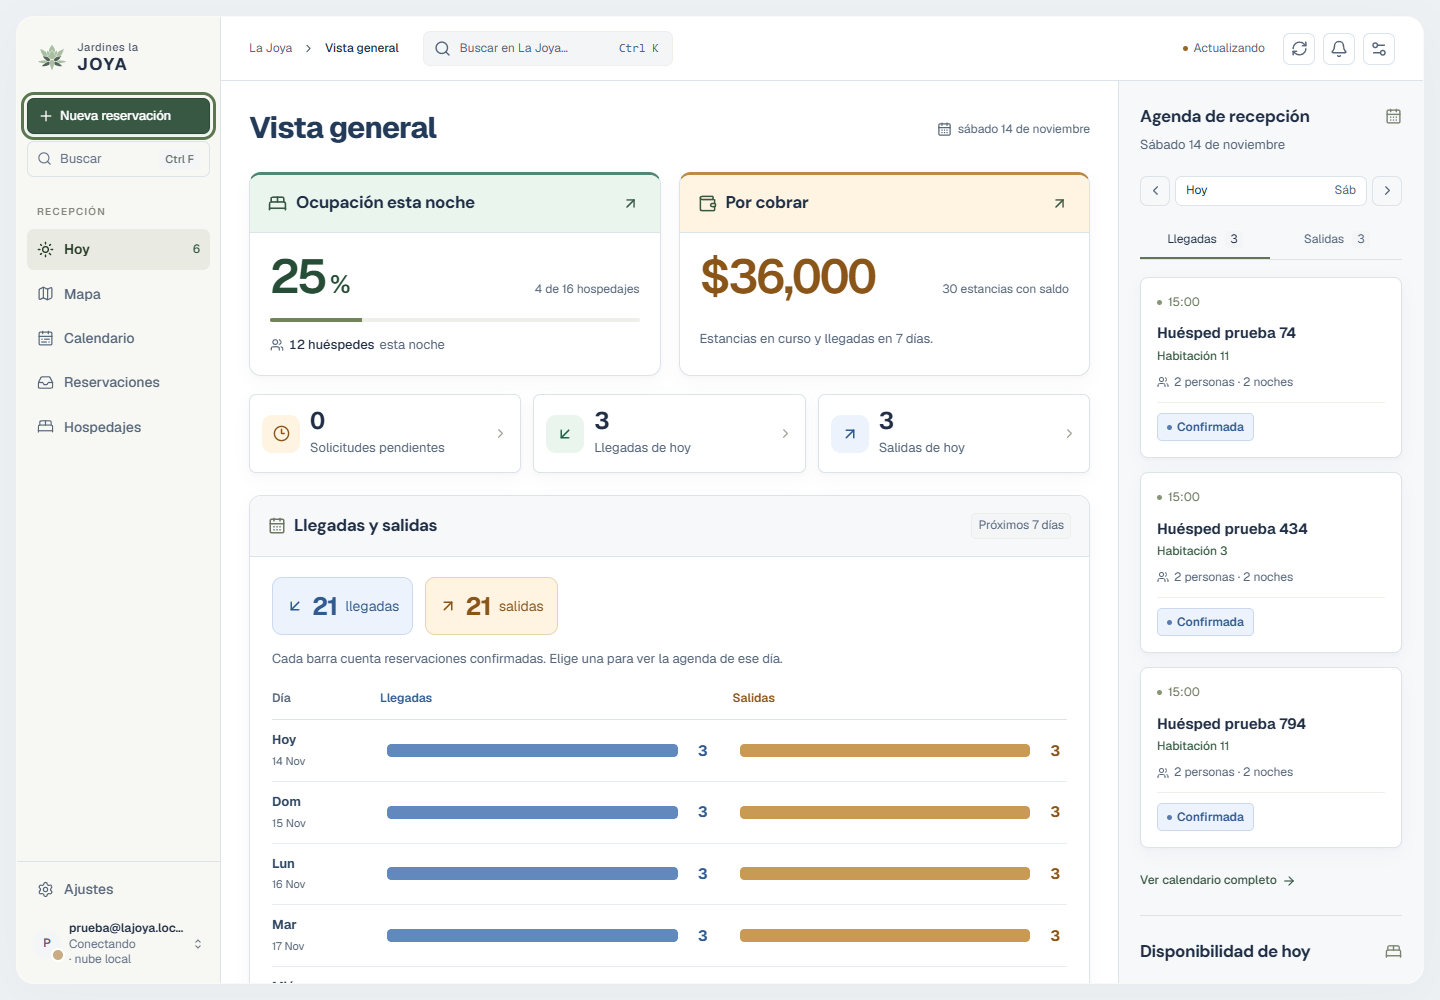 Jardines la
JOYA
Nueva reservación
Buscar Ctrl F
RECEPCIÓN
Hoy 6
Mapa
Calendario
Reservaciones
Hospedajes
Ajustes
P
prueba@lajoya.loc…
Conectando
· nube local
La Joya > Vista general
Buscar en La Joya… Ctrl K
Actualizando
Vista general
sábado 14 de noviembre
Ocupación esta noche
25 %
4 de 16 hospedajes
12 huéspedes esta noche
Por cobrar
$36,000
30 estancias con saldo
Estancias en curso y llegadas en 7 días.
0
Solicitudes pendientes
3
Llegadas de hoy
3
Salidas de hoy
Llegadas y salidas
Próximos 7 días
21 llegadas
21 salidas
Cada barra cuenta reservaciones confirmadas. Elige una para ver la agenda de ese día.
Día Llegadas Salidas
Hoy
14 Nov
3 3
Dom
15 Nov
3 3
Lun
16 Nov
3 3
Mar
17 Nov
3 3
Agenda de recepción
Sábado 14 de noviembre
Hoy Sáb
Llegadas 3 Salidas 3
15:00
Huésped prueba 74
Habitación 11
2 personas · 2 noches
Confirmada
15:00
Huésped prueba 434
Habitación 3
2 personas · 2 noches
Confirmada
15:00
Huésped prueba 794
Habitación 11
2 personas · 2 noches
Confirmada
Ver calendario completo →
Disponibilidad de hoy